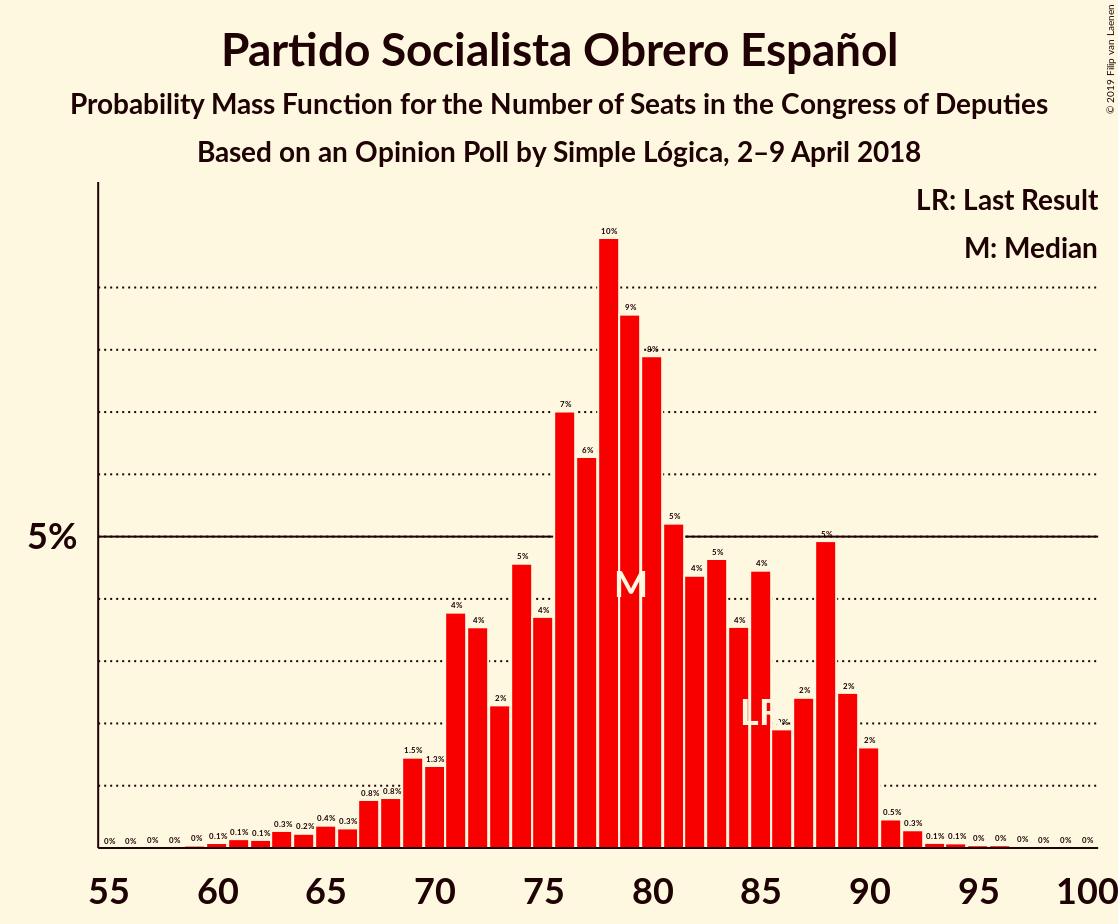 Partido Socialista Obrero Español
Probability Mass Function for the Number of Seats in the Congress of Deputies
Based on an Opinion Poll by Simple Lógica, 2–9 April 2018
© 2019 Filip van Laenen
LR: Last Result
M: Median
5%
0% 0% 0% 0% 0% 0.1% 0.1% 0.1% 0.3% 0.2% 0.4% 0.3% 0.8% 0.8% 1.5% 1.3% 4% 4% 2% 5% 4% 7% 6% 10% 9% 8% 5% 4% 5% 4% 4% 2% 2% 5% 2% 2% 0.5% 0.3% 0.1% 0.1% 0% 0% 0% 0% 0% 0%
M
LR
55 60 65 70 75 80 85 90 95 100